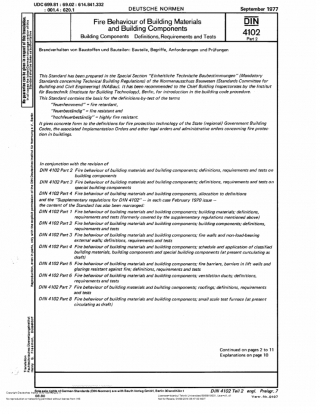 UDC 699.81 - 69.02 - 614.841.332
: 001.4 : 620.1
DEUTSCHE NORMEN
September 1977
Fire Behaviour of Building Materials
and Building Components
Building Components Definitions, Requirements and Tests
DIN
4102
Part 2
Brandverhalten von Baustoffen und Bauteilen: Bauteile, Begriffe, Anforderungen und Prüfungen
This Standard has been prepared in the Special Section "Einheitliche Technische Baubestimmungen" (Mandatory
Standards concerning Technical Building Regulations) of the Normenausschuss Bauwesen (Standards Committee for
Building and Civil Engineering) (NABau). It has been recommended to the Chief Building Inspectorates by the Institut
für Bautechnik (Institute for Building Technology), Berlin, for introduction in the building code procedure.
This Standard contains the basis for the definitions by test of the terms
"feuerhemmend" = fire retardant,
"feuerbeständig" = fire resistant and
"hochfeuerbeständig" = highly fire resistant.
It gives concrete form to the definitions for fire protection technology of the State (regional) Government Building
Codes, the associated Implementation Orders and other legal orders and administrative orders concerning fire protec-
tion in buildings.
In conjunction with the revision of
DIN 4102 Part 2 Fire behaviour of building materials and building components; definitions, requirements and tests on
building components
DIN 4102 Part 3 Fire behaviour of building materials and building components; definitions, requirements and tests on
special building components
DIN 4102 Part 4 Fire behaviour of building materials and building components, allocation to definitions
and the "Supplementary regulations for DIN 4102" — in each case February 1970 issue —
the content of the Standard has been rearranged:
DIN 4102 Part 1 Fire behaviour of building materials and building components; building materials; definitions,
requirements and tests (formerly covered by the supplementary regulations mentioned above)
DIN 4102 Part 2 Fire behaviour of building materials and building components; building components; definitions,
requirements and tests
DIN 4102 Part 3 Fire behaviour of building materials and building components; fire walls and non-load-bearing
external walls; definitions, requirements and tests
DIN 4102 Part 4 Fire behaviour of building materials and building components; schedule and application of classified
building materials, building components and special building components (at present cumulating as
draft)
DIN 4102 Part 5 Fire behaviour of building materials and building components; fire barriers, barriers in lift wells and
glazings resistant against fire; definitions, requirements and tests
DIN 4102 Part 6 Fire behaviour of building materials and building components; ventilation ducts; definitions,
requirements and tests
DIN 4102 Part 7 Fire behaviour of building materials and building components; roofings, definitions, requirements
and tests
DIN 4102 Part 8 Fire behaviour of building materials and building components; small scale test furnace (at present
circulating as draft)
Continued on pages 2 to 11
Explanations on page 10
DIN 4102 Teil 2 engl. Preisgr. 7